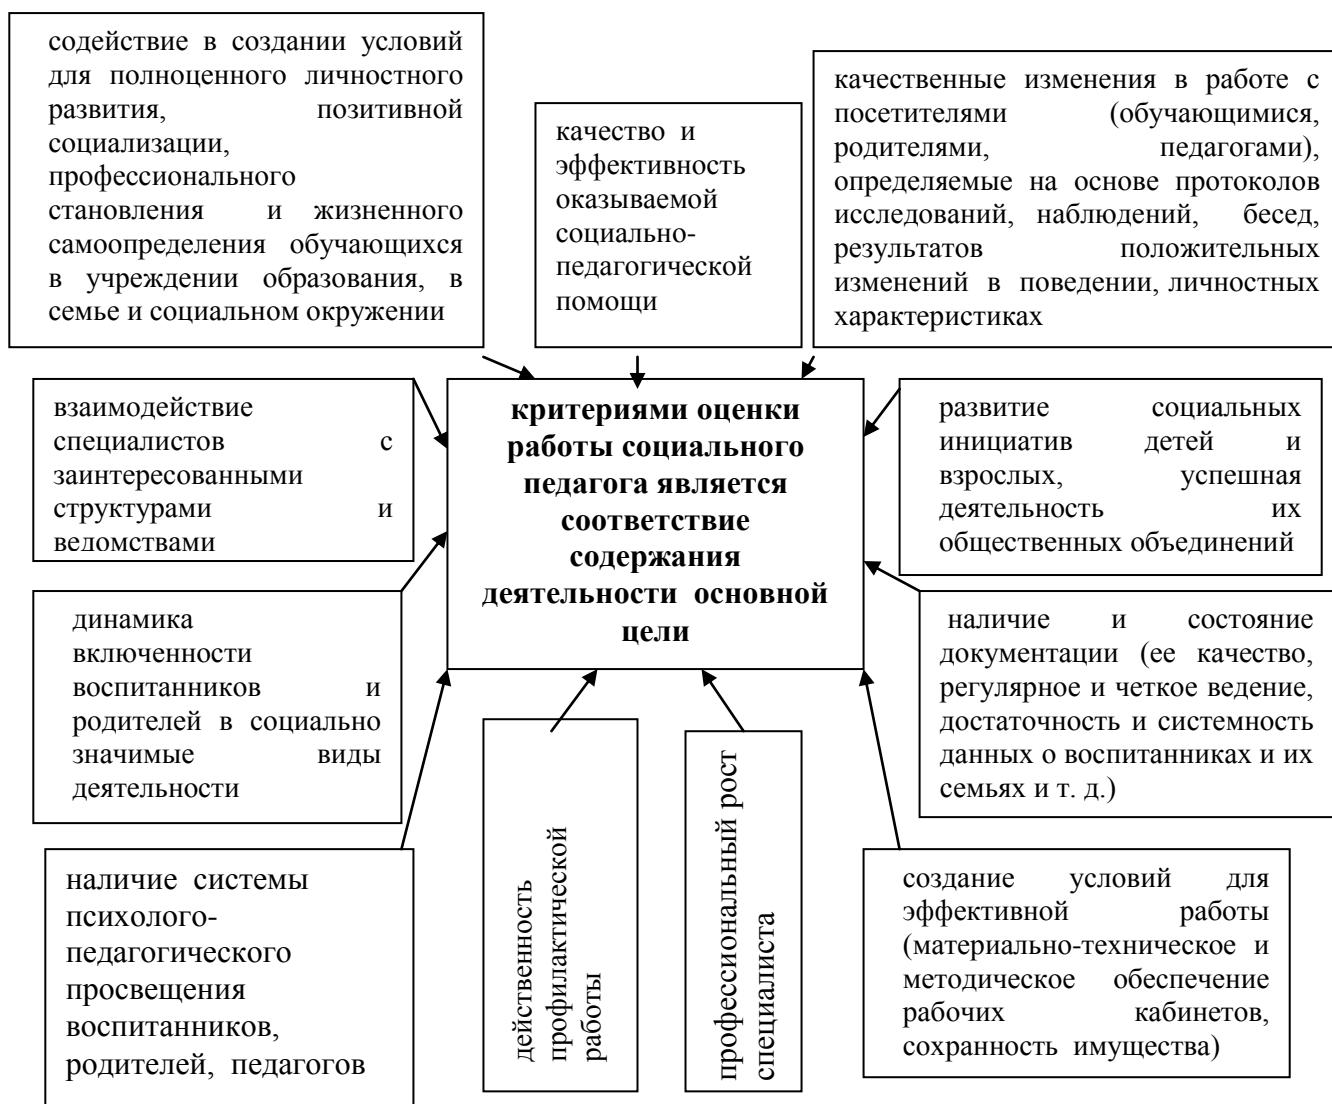 содействие в создании условий
для полноценного личностного
развития, позитивной
социализации,
профессионального
становления и жизненного
самоопределения обучающихся
в учреждении образования, в
семье и социальном окружении
качество и
эффективность
оказываемой
социально-
педагогической
помощи
качественные изменения в работе с
посетителями (обучающимися,
родителями, педагогами),
определяемые на основе протоколов
исследований, наблюдений, бесед,
результатов положительных
изменений в поведении, личностных
характеристиках
взаимодействие
специалистов с
заинтересованными
структурами и
ведомствами
критериями оценки
работы социального
педагога является
соответствие
содержания
деятельности основной
цели
развитие социальных
инициатив детей и
взрослых, успешная
деятельность их
общественных объединений
динамика
включенности
воспитанников и
родителей в социально
значимые виды
деятельности
наличие и состояние
документации (ее качество,
регулярное и четкое ведение,
достаточность и системность
данных о воспитанниках и их
семьях и т. д.)
наличие системы
психолого-
педагогического
просвещения
воспитанников,
родителей, педагогов
действенность
профилактической
работы
профессиональный рост
специалиста
создание условий для
эффективной работы
(материально-техническое и
методическое обеспечение
рабочих кабинетов,
сохранность имущества)